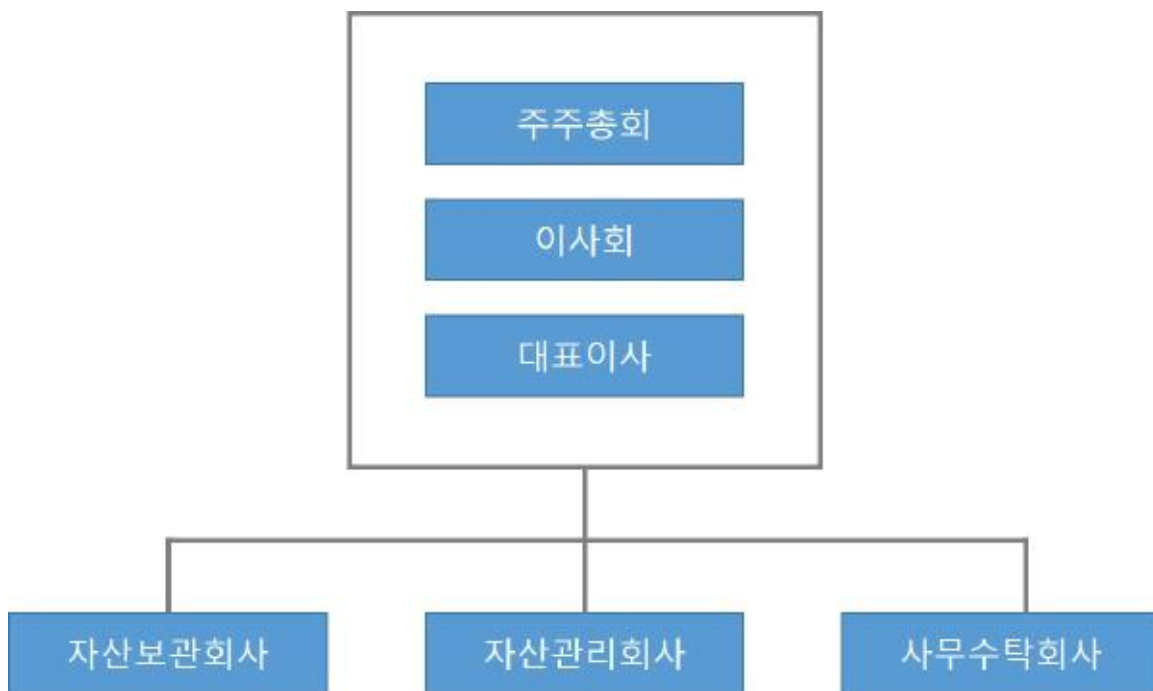 주주총회
이사회
대표이사
자산보관회사
자산관리회사
사무수탁회사